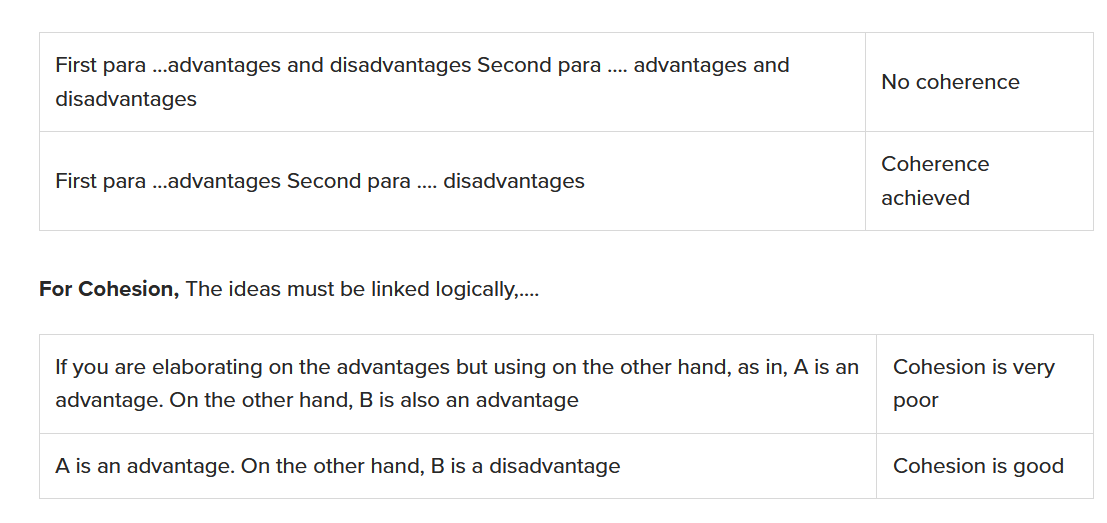 First para ...advantages and disadvantages Second para .... advantages and
disadvantages
No coherence
First para ...advantages Second para .... disadvantages
Coherence
achieved
For Cohesion, The ideas must be linked logically,....
If you are elaborating on the advantages but using on the other hand, as in, A is an
advantage. On the other hand, B is also an advantage
Cohesion is very
poor
A is an advantage. On the other hand, B is a disadvantage
Cohesion is good